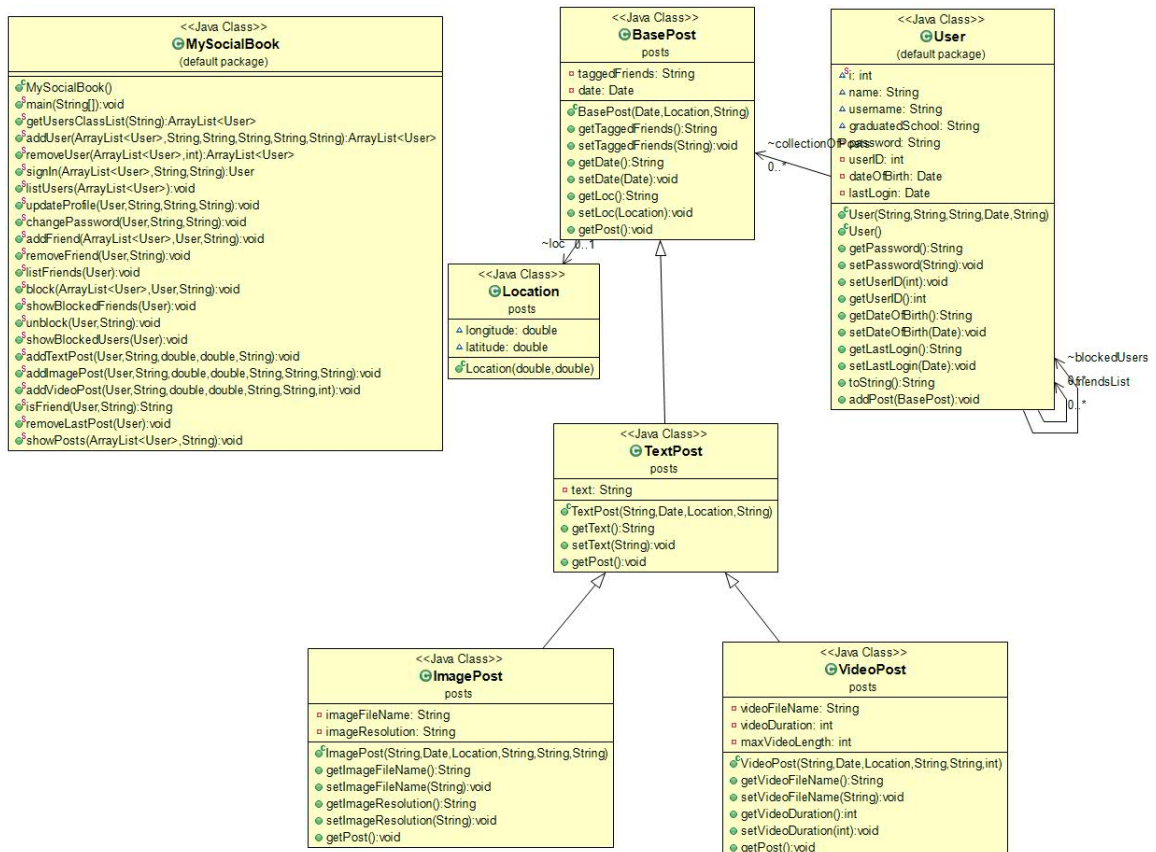 <<Java Class>>
MySocialBook
(default package)
MySocialBook()
main(String[]):void
getUsersClassList(String):ArrayList<User>
addUser(ArrayList<User>,String,String,String,String,String):ArrayList<User>
removeUser(ArrayList<User>,int):ArrayList<User>
signIn(ArrayList<User>,String,String):User
listUsers(ArrayList<User>):void
updateProfile(User,String,String,String):void
changePassword(User,String,String):void
addFriend(ArrayList<User>,User,String):void
removeFriend(User,String):void
listFriends(User):void
block(ArrayList<User>,User,String):void
showBlockedFriends(User):void
unblock(User,String):void
showBlockedUsers(User):void
addTextPost(User,String,double,double,String):void
addImagePost(User,String,double,double,String,String,String):void
addVideoPost(User,String,double,double,String,String,int):void
isFriend(User,String):String
removeLastPost(User):void
showPosts(ArrayList<User>,String):void
<<Java Class>>
BasePost
posts
taggedFriends: String
date: Date
BasePost(Date,Location,String)
getTaggedFriends():String
setTaggedFriends(String):void
getDate():String
setDate(Date):void
getLoc():String
setLoc(Location):void
getPost():void
~collectionOfPosts
0..*
<<Java Class>>
User
(default package)
i: int
name: String
username: String
graduatedSchool: String
password: String
userID: int
dateOfBirth: Date
lastLogin: Date
User(String,String,String,Date,String)
User()
getPassword():String
setPassword(String):void
setUserID(int):void
getUserID():int
getDateOfBirth():String
setDateOfBirth(Date):void
getLastLogin():String
setLastLogin(Date):void
toString():String
addPost(BasePost):void
~blockedUsers
0..*
~friendsList
0..*
~loc 0..1
<<Java Class>>
Location
posts
longitude: double
latitude: double
Location(double,double)
<<Java Class>>
TextPost
posts
text: String
TextPost(String,Date,Location,String)
getText():String
setText(String):void
getPost():void
<<Java Class>>
ImagePost
posts
imageFileName: String
imageResolution: String
ImagePost(String,Date,Location,String,String,String)
getImageFileName():String
setImageFileName(String):void
getImageResolution():String
setImageResolution(String):void
getPost():void
<<Java Class>>
VideoPost
posts
videoFileName: String
videoDuration: int
maxVideoLength: int
VideoPost(String,Date,Location,String,String,int)
getVideoFileName():String
setVideoFileName(String):void
getVideoDuration():int
setVideoDuration(int):void
getPost():void